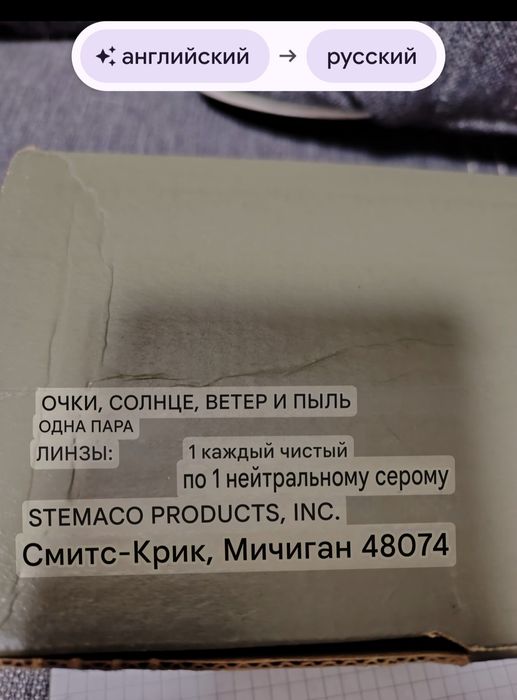 английский → русский
ОЧКИ, СОЛНЦЕ, ВЕТЕР И ПЫЛЬ
ОДНА ПАРА
ЛИНЗЫ: 1 каждый чистый
по 1 нейтральному серому
STEMACO PRODUCTS, INC.
Смитс-Крик, Мичиган 48074